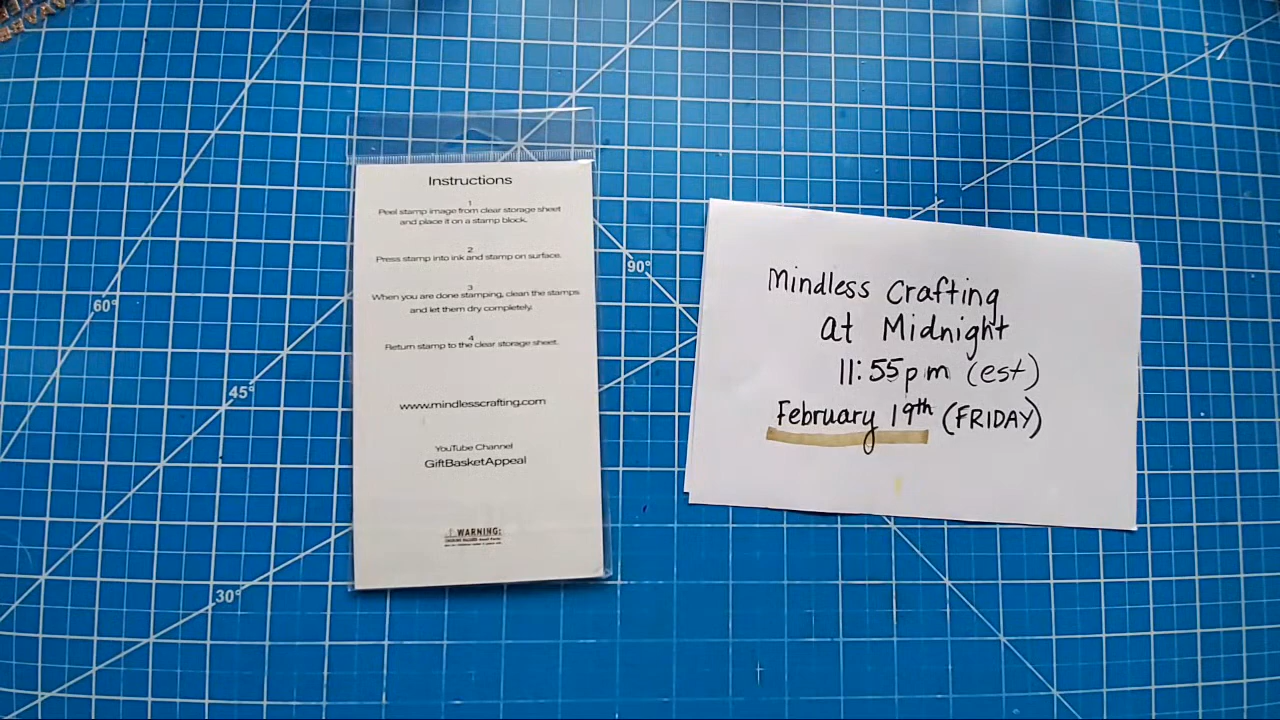 Instructions
1
Peel stamp image from clear storage sheet
and place it on a stamp block.
2
Press stamp into ink and stamp on surface.
3
When you are done stamping, clean the stamps
and let them dry completely.
4
Return stamp to the clear storage sheet.
www.mindlesscrafting.com
YouTube Channel
GiftBasketAppeal
WARNING:
Mindless Crafting
at Midnight
11:55pm (est)
February 19th (FRIDAY)
60°
45°
30°
90°